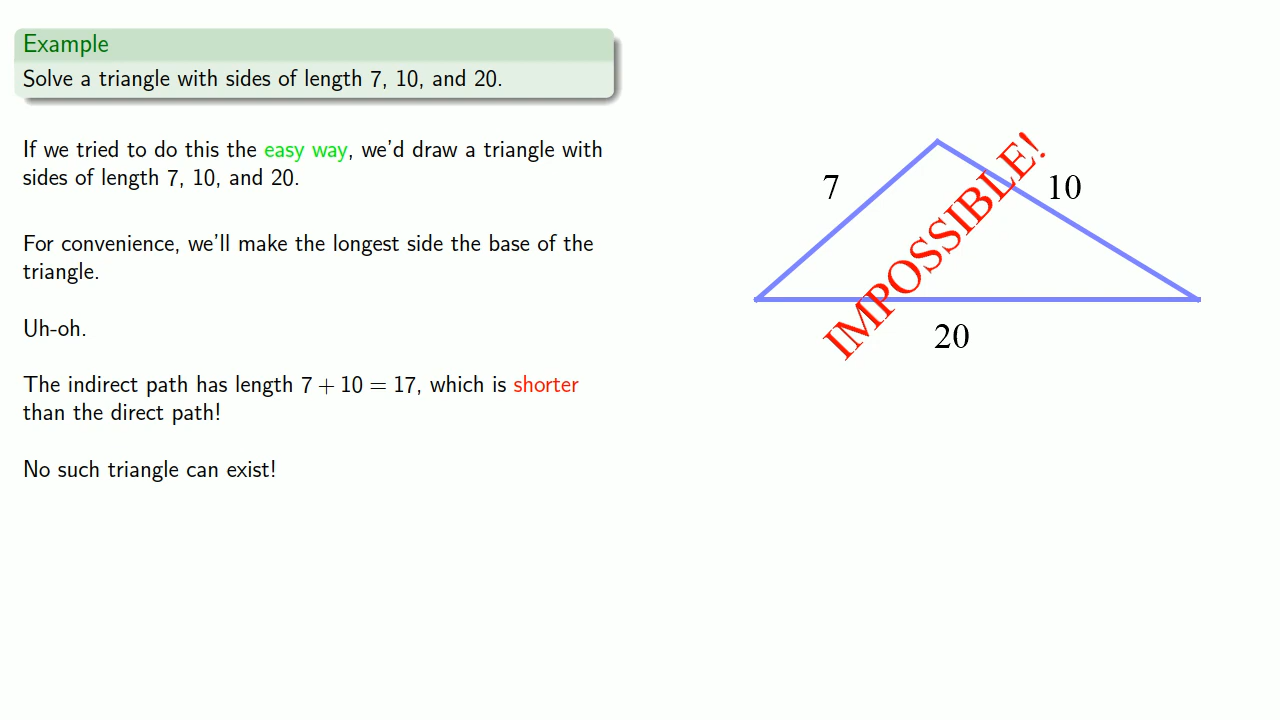 Example
Solve a triangle with sides of length 7, 10, and 20.
If we tried to do this the easy way, we'd draw a triangle with
sides of length 7, 10, and 20.
For convenience, we'll make the longest side the base of the
triangle.
Uh-oh.
The indirect path has length 7 + 10 = 17, which is shorter
than the direct path!
No such triangle can exist!
7
10
IMPOSSIBLE!
20